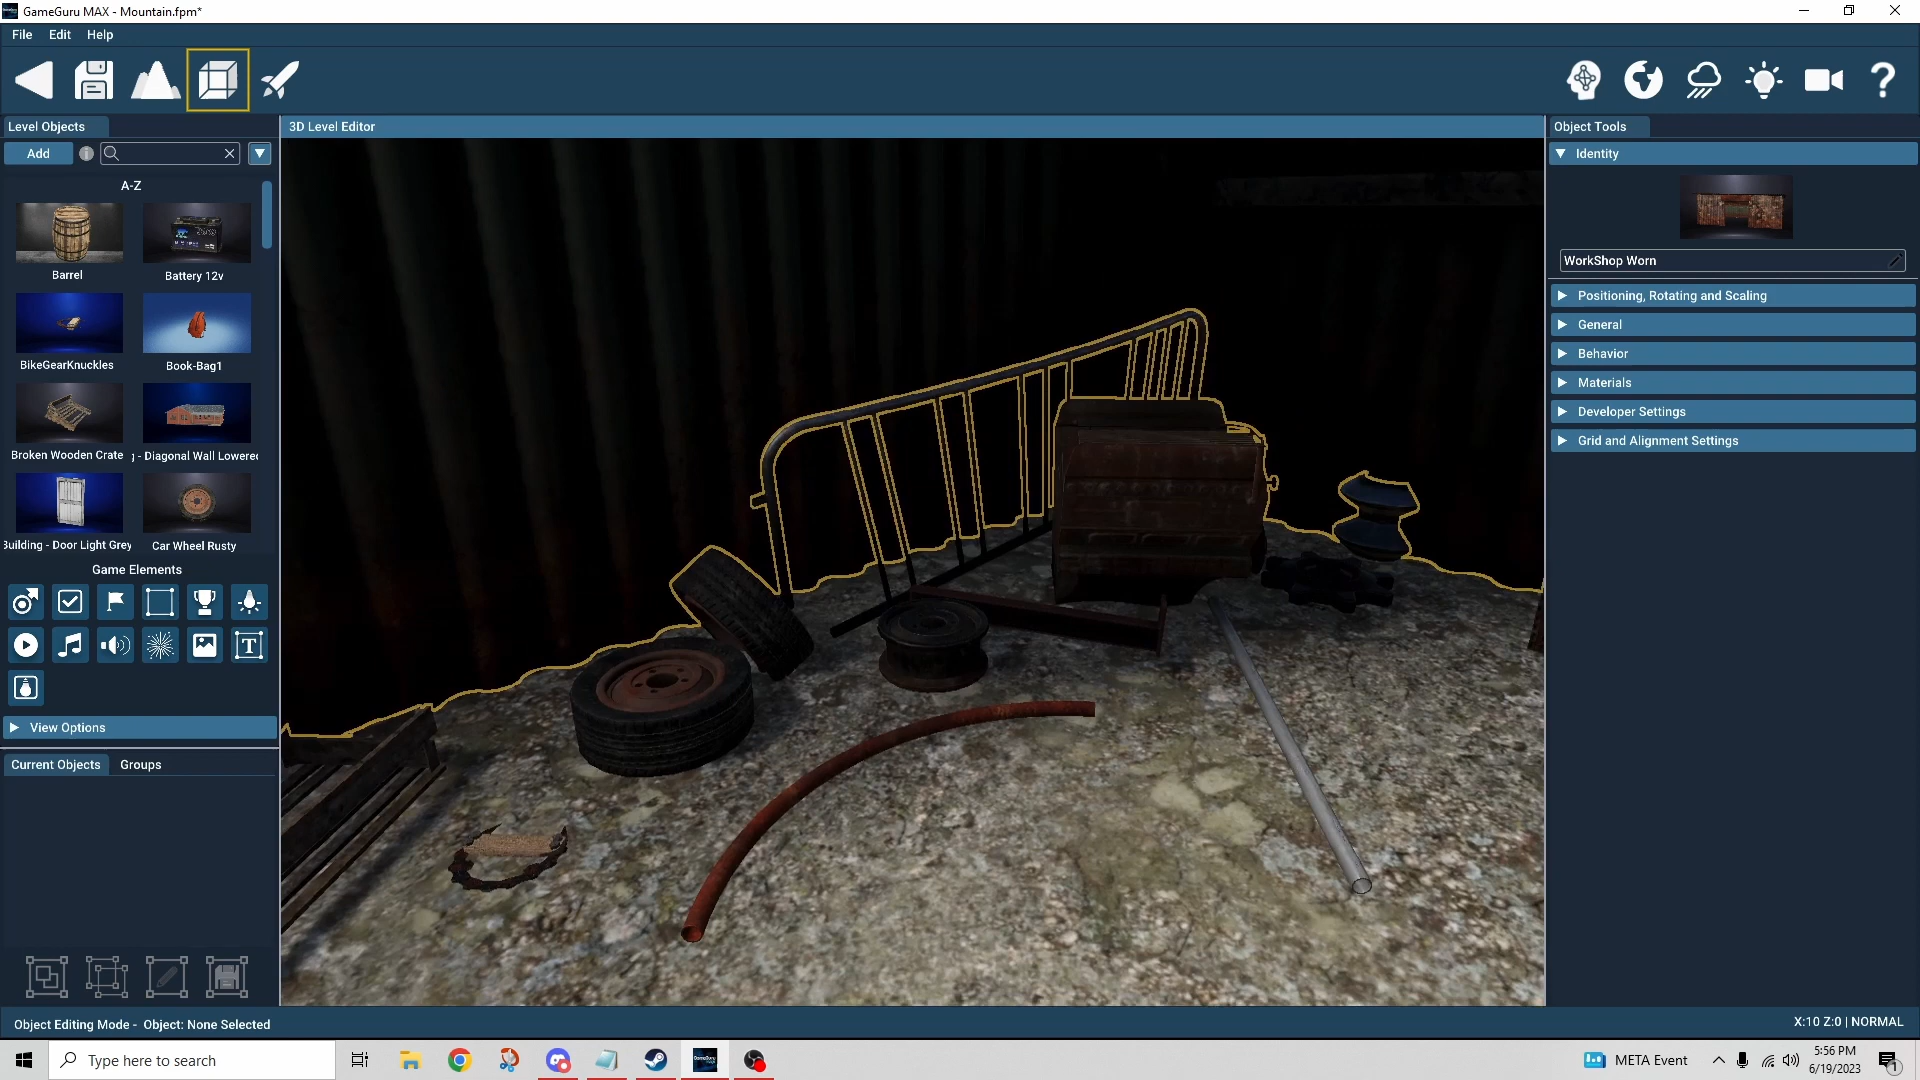 GameGuru MAX - Mountain.fpm*
File Edit Help
Level Objects
3D Level Editor
Object Tools
Add
Identity
A-Z
Barrel
Battery 12v
WorkShop Worn
BikeGearKnuckles
Book-Bag1
Positioning, Rotating and Scaling
General
Behavior
Materials
Developer Settings
Grid and Alignment Settings
Broken Wooden Crate
- Diagonal Wall Lowered
Building - Door Light Grey
Car Wheel Rusty
Game Elements
View Options
Current Objects
Groups
Object Editing Mode - Object: None Selected
X:10 Z:0 | NORMAL
Type here to search
META Event
5:56 PM
6/19/2023
1